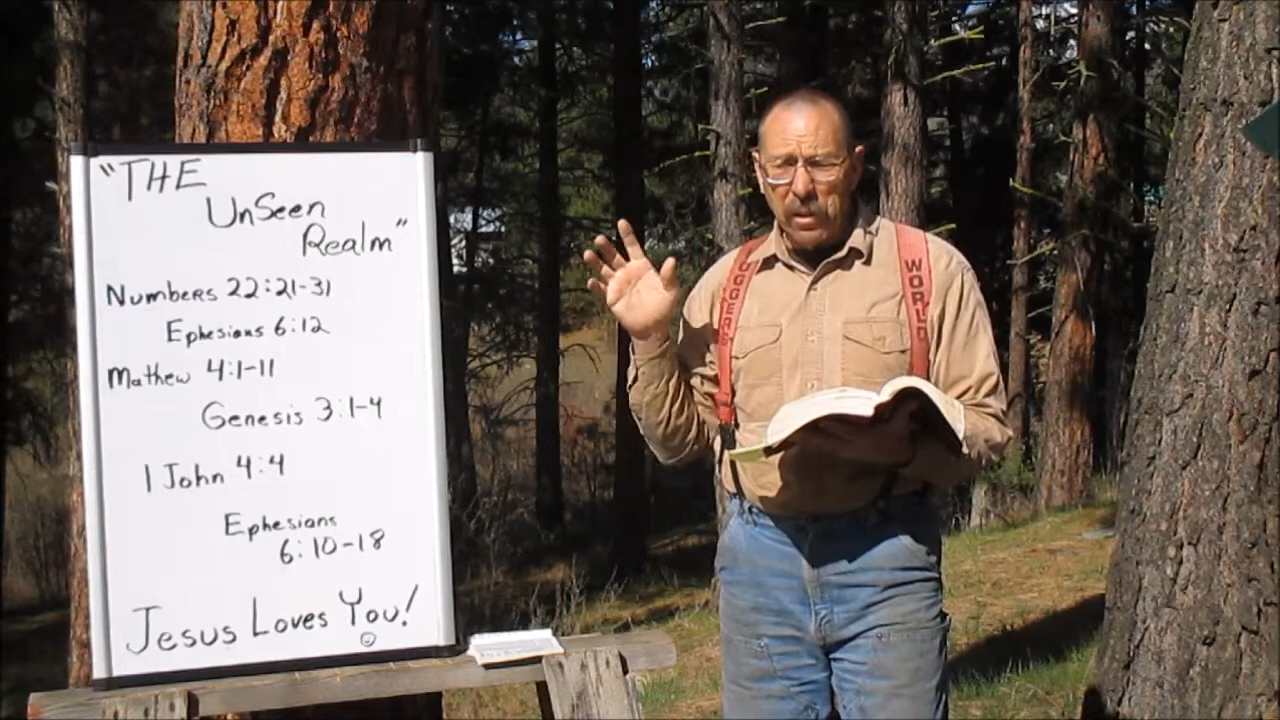 "THE
UnSeen
Realm"
Numbers 22:21-31
Ephesians 6:12
Mathew 4:1-11
Genesis 3:1-4
1 John 4:4
Ephesians
6:10-18
Jesus Loves You!
LOGGERS
WORLD